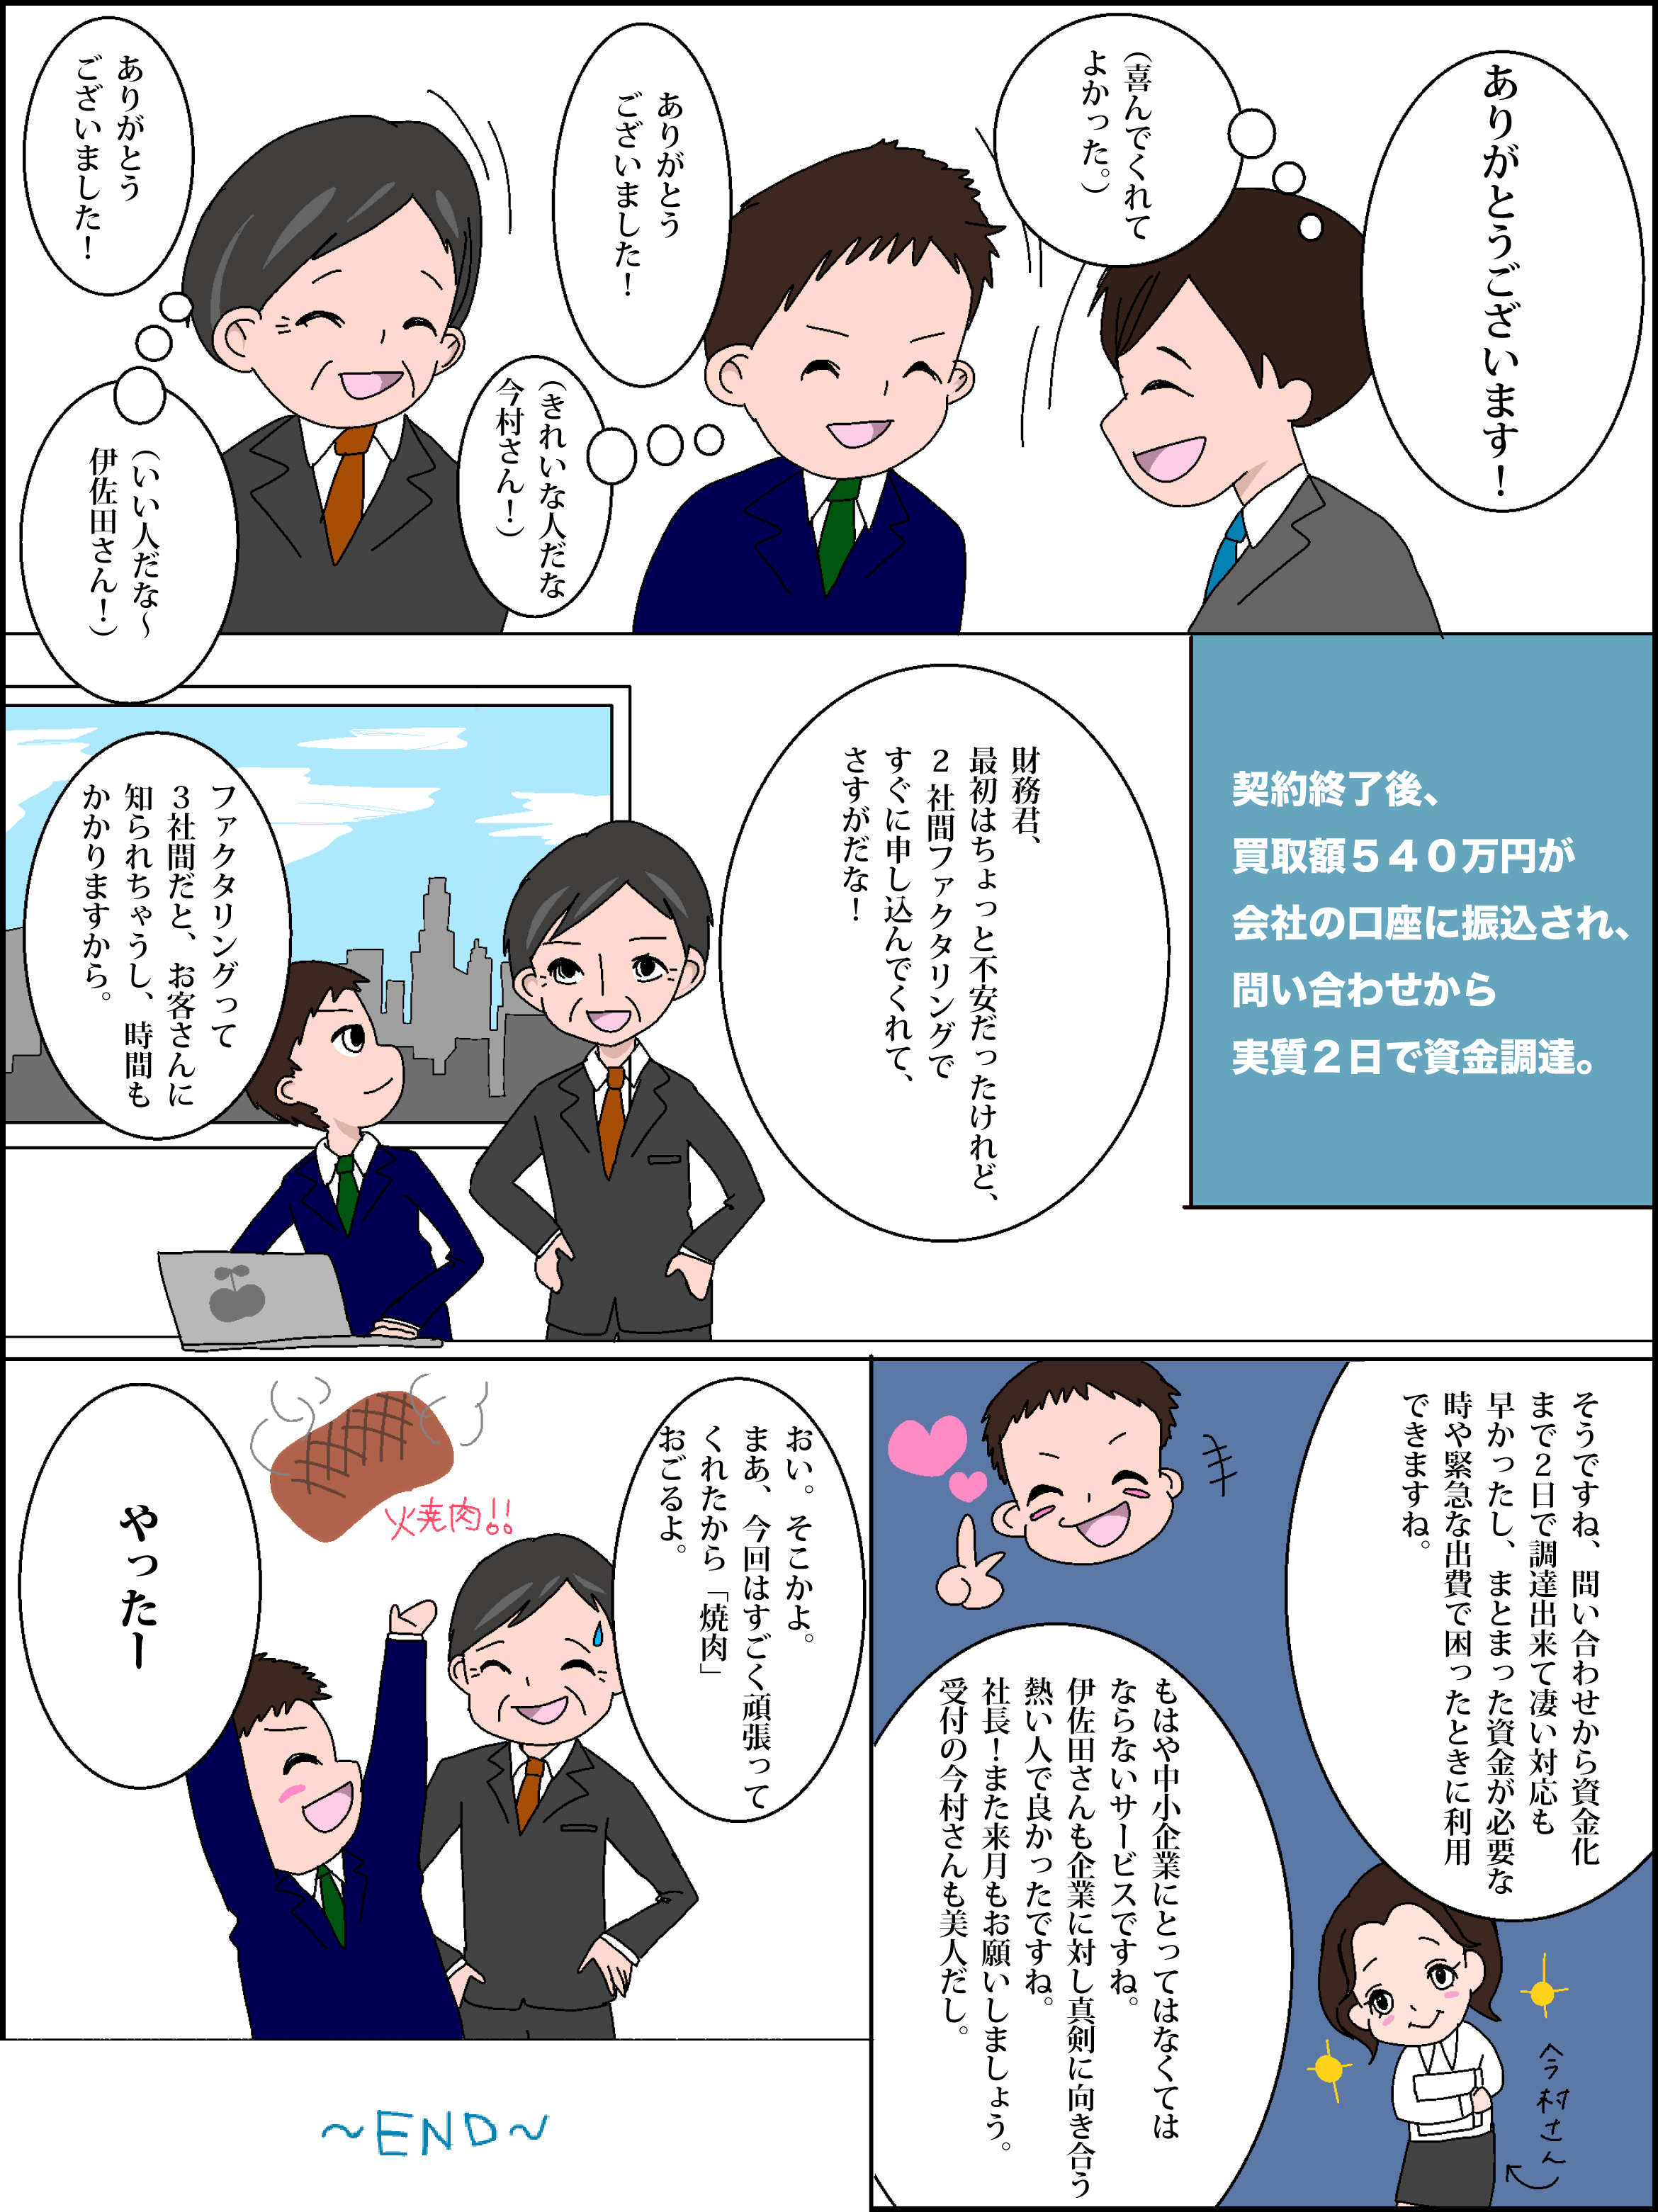 ありがとうございます！
（喜んでくれて
よかった。）
ありがとう
ございました！
（きれいな人だな
今村さん！）
ありがとう
ございました！
（いい人だな～
伊佐田さん！）
契約終了後、
買取額５４０万円が
会社の口座に振込され、
問い合わせから
実質２日で資金調達。
財務君、
最初はちょっと不安だったけれど、
２社間ファクタリングで
すぐに申し込んでくれて、
さすがだな！
ファクタリングって
３社間だと、お客さんに
知られちゃうし、時間も
かかりますから。
そうですね、問い合わせから資金化
まで２日で調達出来て凄い対応も
早かったし、まとまった資金が必要な
時や緊急な出費で困ったときに利用
できますね。
もはや中小企業にとってはなくては
ならないサービスですね。
伊佐田さんも企業に対し真剣に向き合う
熱い人で良かったですね。
社長！また来月もお願いしましょう。
受付の今村さんも美人だし。
今村さん
おい。そこかよ。
まあ、今回はすごく頑張って
くれたから「焼肉」
おごるよ。
焼肉!!
やったー
～END～